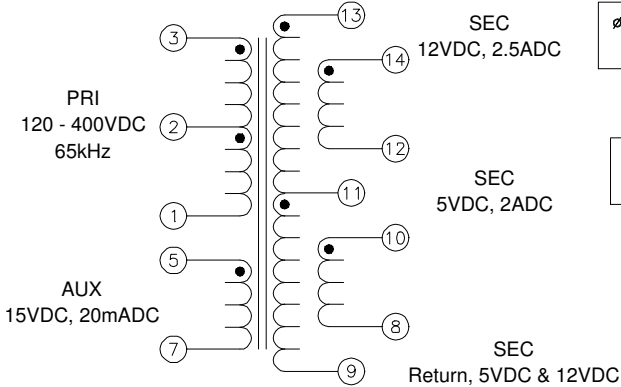 13
SEC
12VDC, 2.5ADC
ø
3
14
PRI
120 - 400VDC
65kHz
2
12
11
SEC
5VDC, 2ADC
1
10
5
AUX
15VDC, 20mADC
8
7
9
SEC
Return, 5VDC & 12VDC